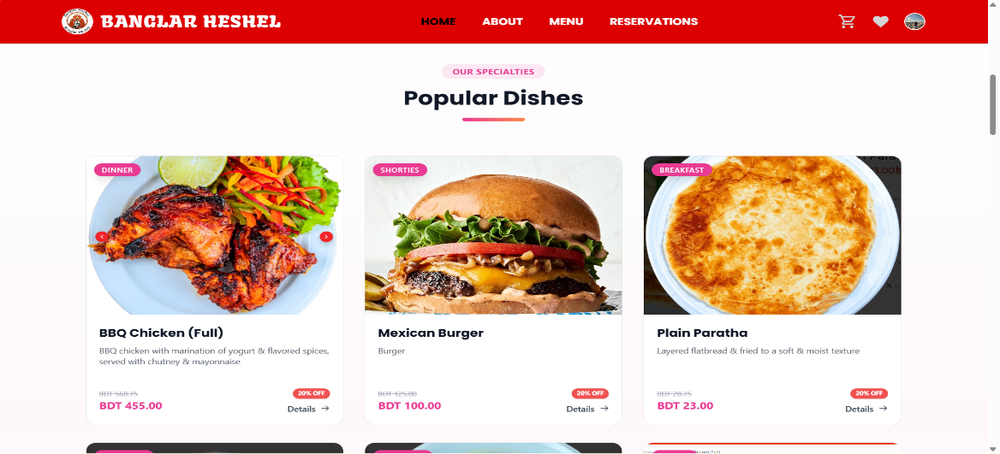 BANGLAR HESHEL
HOME ABOUT MENU RESERVATIONS
OUR SPECIALTIES
Popular Dishes
DINNER
BBQ Chicken (Full)
BBQ chicken with marination of yogurt & flavored spices,
served with chutney & mayonnaise
BDT 568.75
20% OFF
BDT 455.00
Details →
SHORTIES
Mexican Burger
Burger
BDT 125.00
20% OFF
BDT 100.00
Details →
BREAKFAST
Plain Paratha
Layered flatbread & fried to a soft & moist texture
BDT 28.75
20% OFF
BDT 23.00
Details →